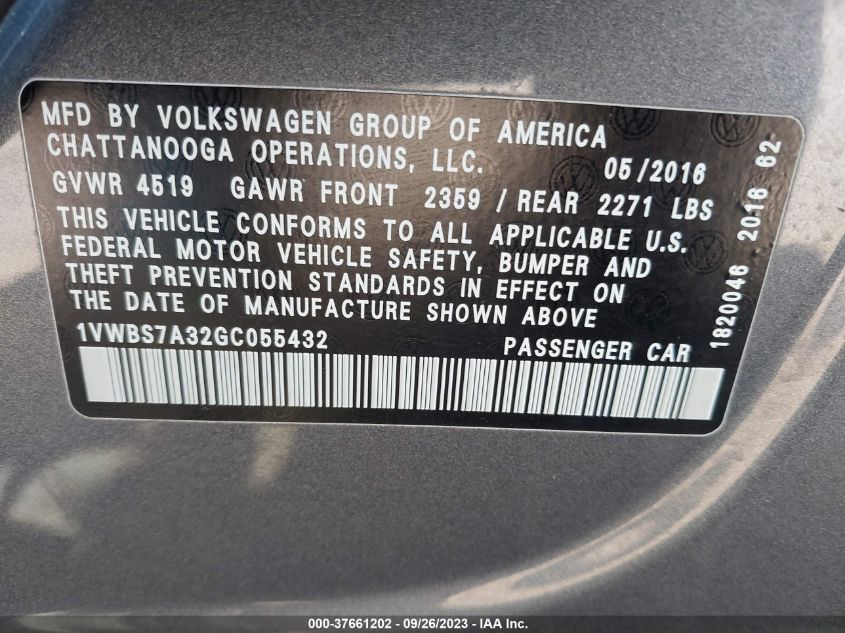 MFD BY VOLKSWAGEN GROUP OF AMERICA
CHATTANOOGA OPERATIONS, LLC. 05/2016
GVWR 4519 GAWR FRONT 2359 / REAR 2271 LBS
THIS VEHICLE CONFORMS TO ALL APPLICABLE U.S.
FEDERAL MOTOR VEHICLE SAFETY, BUMPER AND
THEFT PREVENTION STANDARDS IN EFFECT ON
THE DATE OF MANUFACTURE SHOWN ABOVE
1VWBS7A32GC055432 PASSENGER CAR
1820046 2016 62
000-37661202 - 09/26/2023 - IAA Inc.